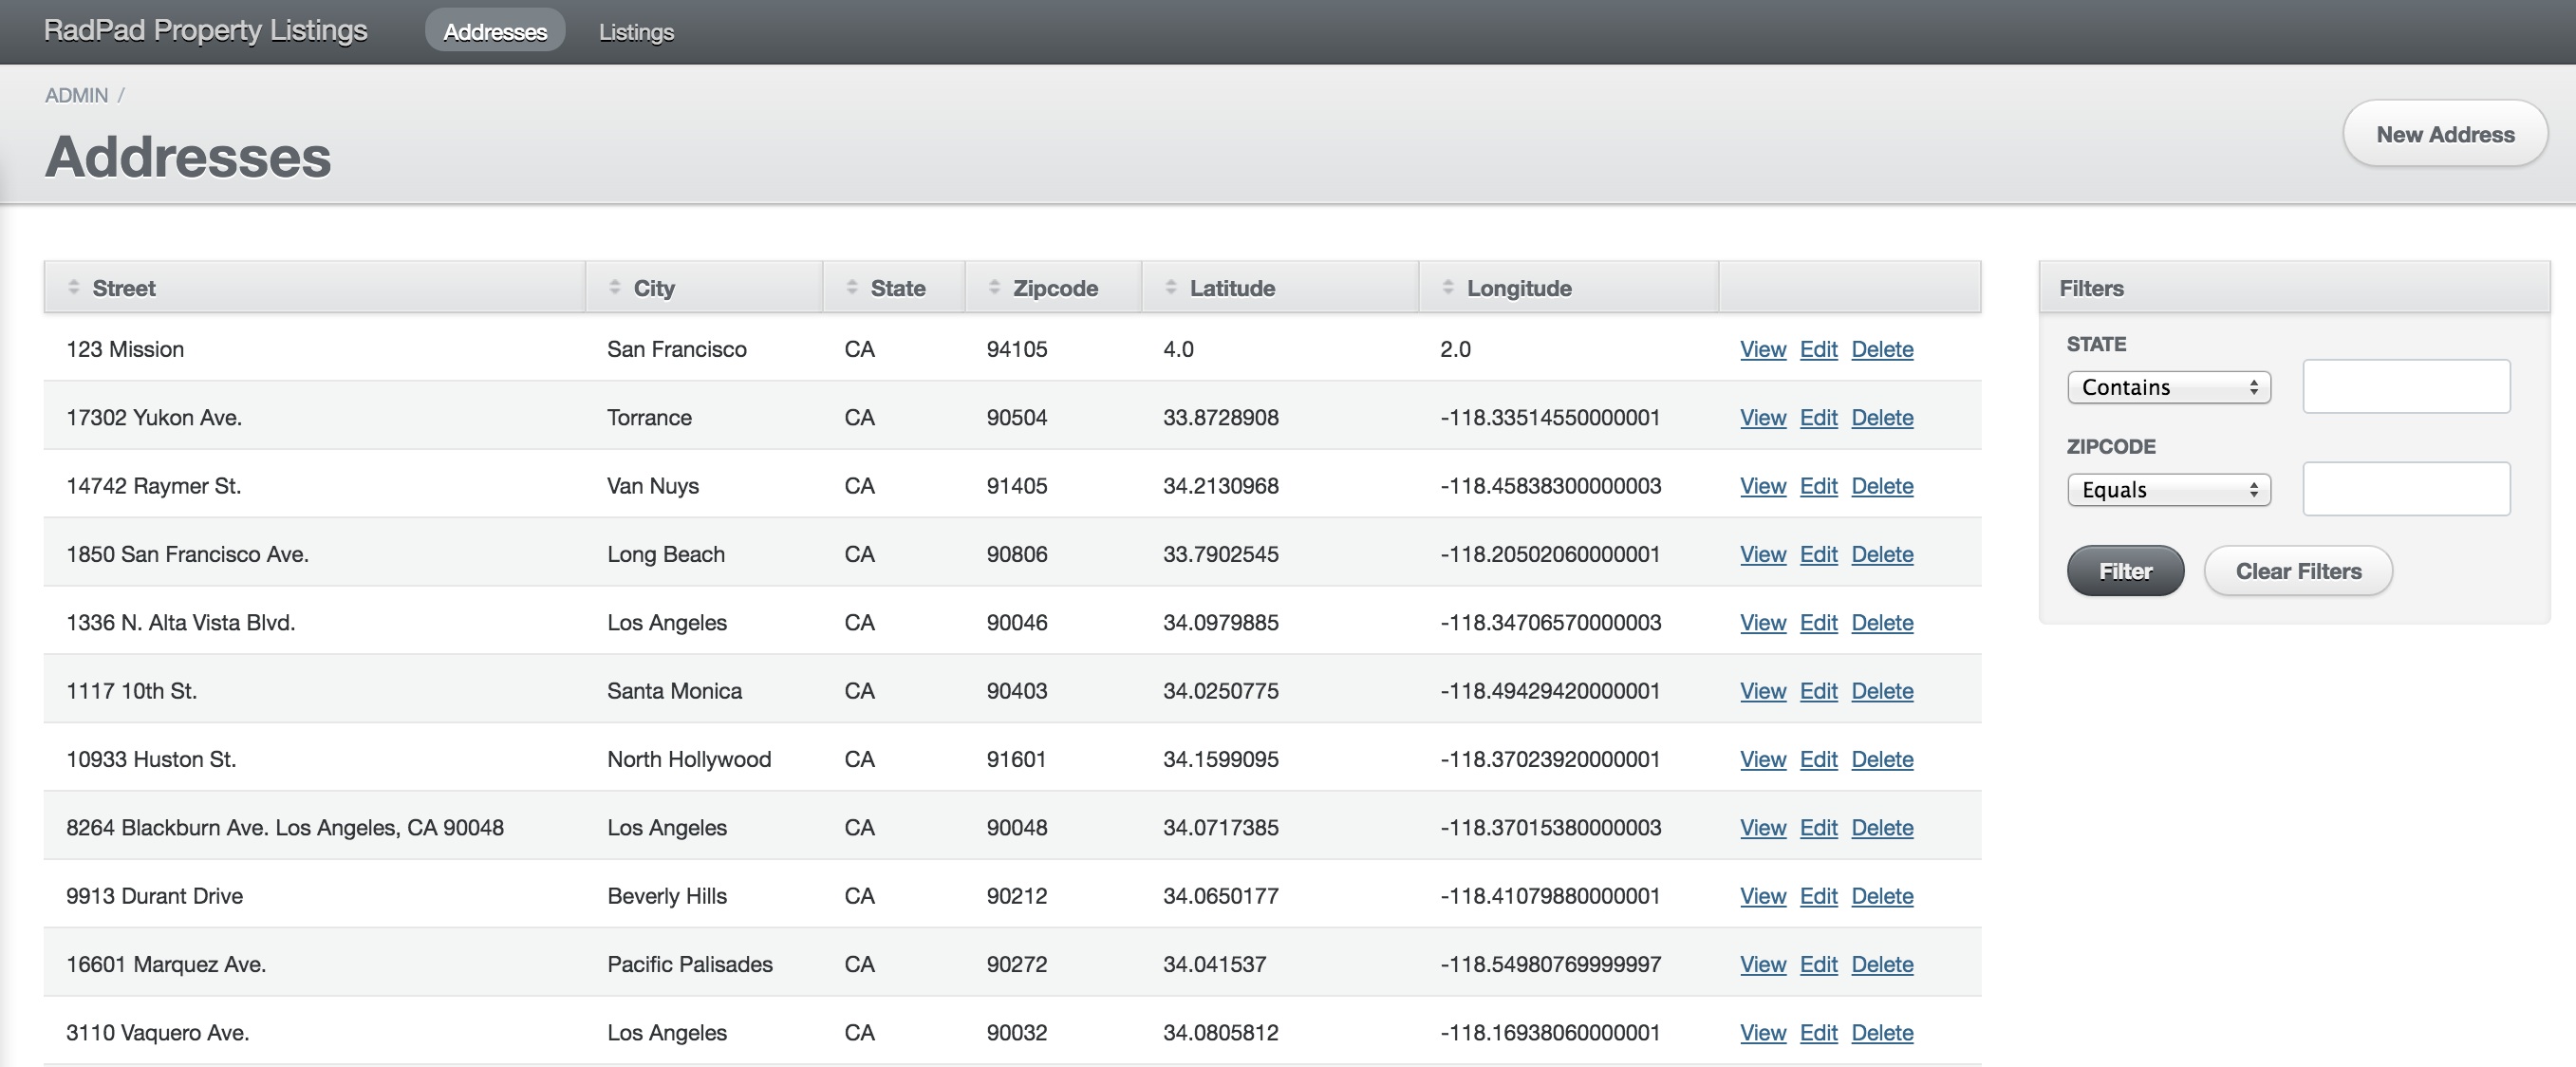 RadPad Property Listings Addresses Listings
ADMIN /
Addresses
New Address
Street City State Zipcode Latitude Longitude
123 Mission San Francisco CA 94105 4.0 2.0 View Edit Delete
17302 Yukon Ave. Torrance CA 90504 33.8728908 -118.33514550000001 View Edit Delete
14742 Raymer St. Van Nuys CA 91405 34.2130968 -118.45838300000003 View Edit Delete
1850 San Francisco Ave. Long Beach CA 90806 33.7902545 -118.20502060000001 View Edit Delete
1336 N. Alta Vista Blvd. Los Angeles CA 90046 34.0979885 -118.34706570000003 View Edit Delete
1117 10th St. Santa Monica CA 90403 34.0250775 -118.49429420000001 View Edit Delete
10933 Huston St. North Hollywood CA 91601 34.1599095 -118.37023920000001 View Edit Delete
8264 Blackburn Ave. Los Angeles, CA 90048 Los Angeles CA 90048 34.0717385 -118.37015380000003 View Edit Delete
9913 Durant Drive Beverly Hills CA 90212 34.0650177 -118.41079880000001 View Edit Delete
16601 Marquez Ave. Pacific Palisades CA 90272 34.041537 -118.54980769999997 View Edit Delete
3110 Vaquero Ave. Los Angeles CA 90032 34.0805812 -118.16938060000001 View Edit Delete
Filters
STATE
Contains
ZIPCODE
Equals
Filter Clear Filters